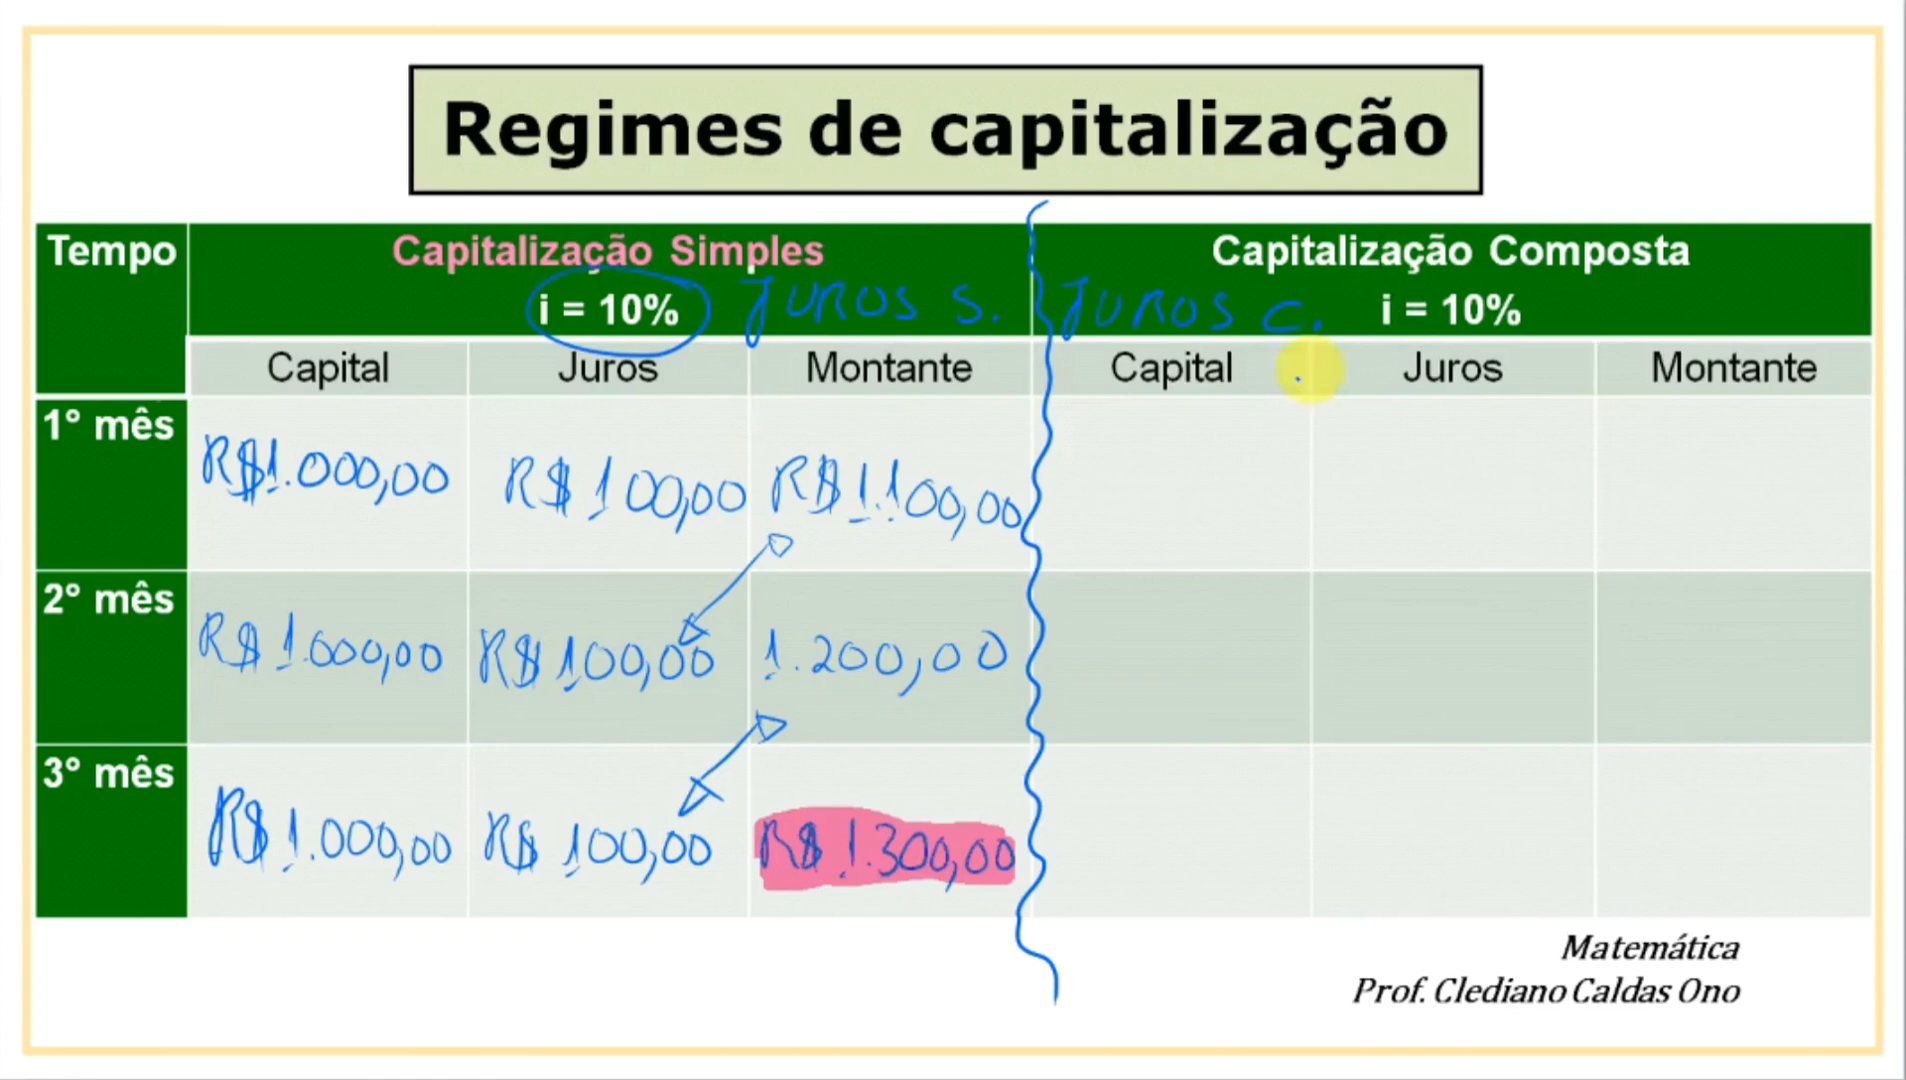 Regimes de capitalização
Tempo
Capitalização Simples
i = 10%
JUROS S.
Capitalização Composta
JUROS C.
i = 10%
Capital
Juros
Montante
Capital
Juros
Montante
1° mês
R$1.000,00
R$100,00
R$1.100,00
2° mês
R$1.000,00
R$100,00
1.200,00
3° mês
R$1.000,00
R$100,00
R$1.300,00
Matemática
Prof. Clediano Caldas Ono